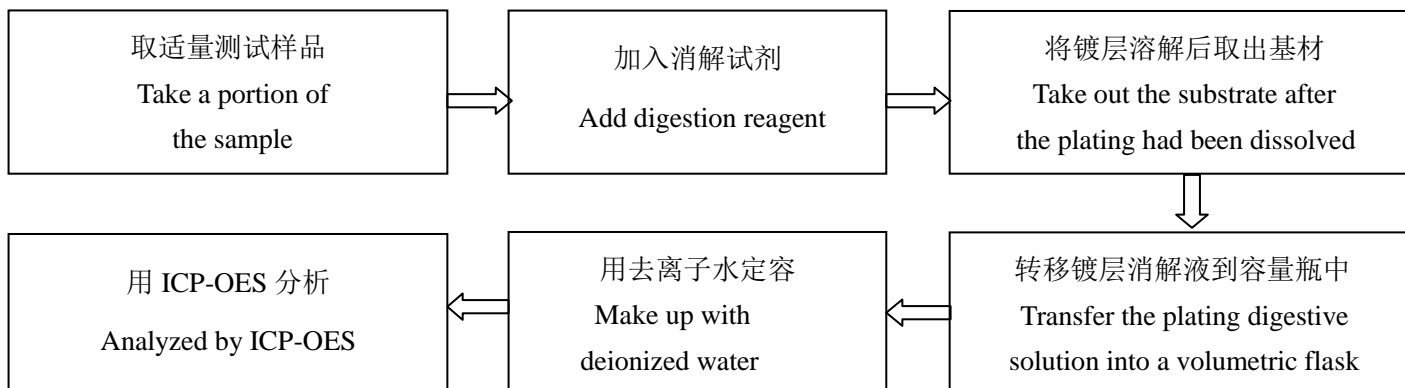 取适量测试样品
Take a portion of
the sample
加入消解试剂
Add digestion reagent
将镀层溶解后取出基材
Take out the substrate after
the plating had been dissolved
转移镀层消解液到容量瓶中
Transfer the plating digestive
solution into a volumetric flask
用去离子水定容
Make up with
deionized water
用 ICP-OES 分析
Analyzed by ICP-OES